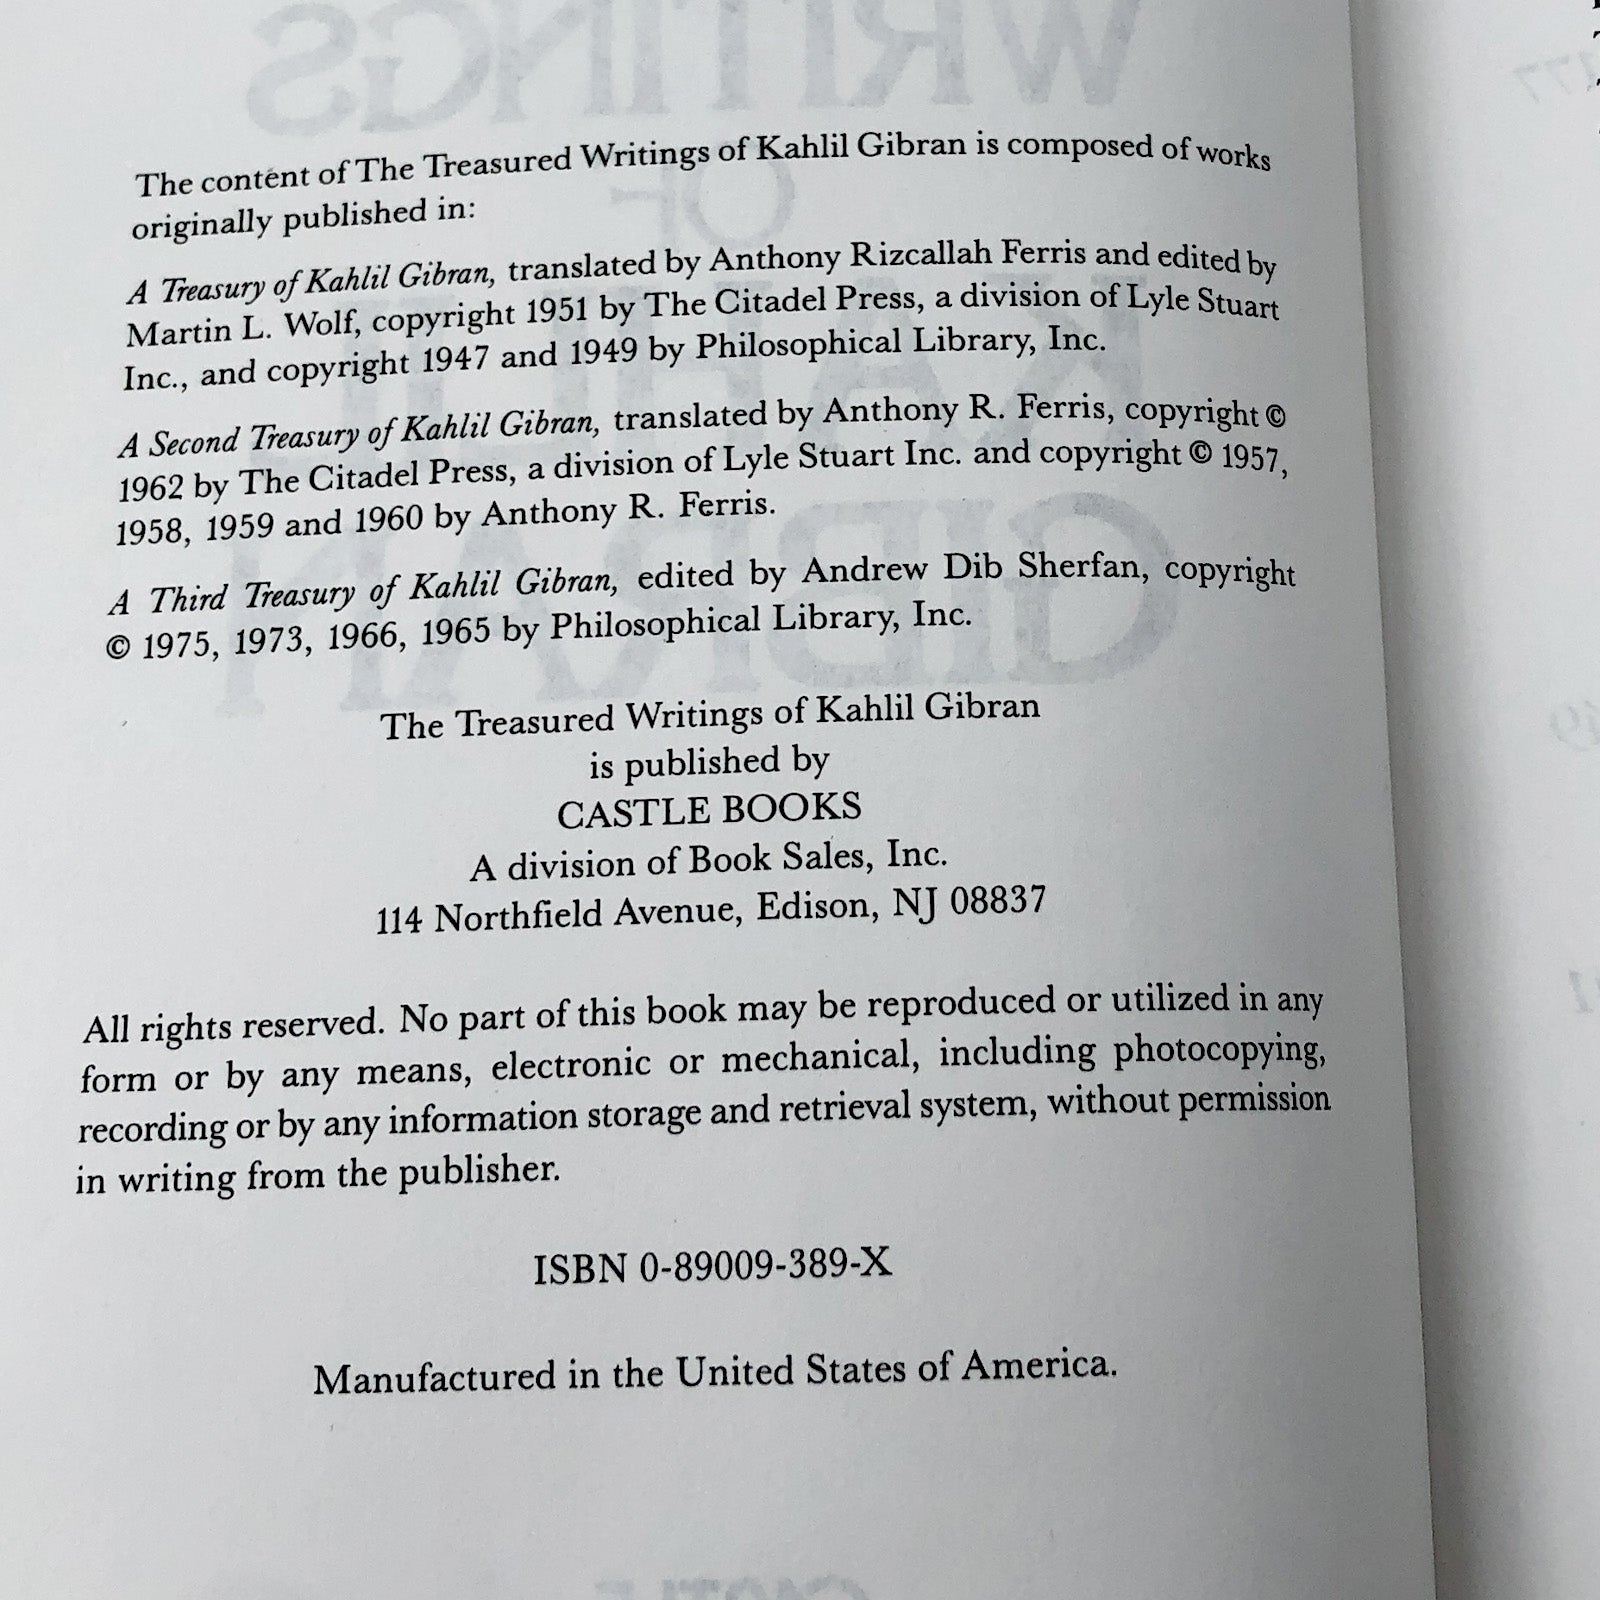 The content of The Treasured Writings of Kahlil Gibran is composed of works
originally published in:
A Treasury of Kahlil Gibran, translated by Anthony Rizcallah Ferris and edited by
Martin L. Wolf, copyright 1951 by The Citadel Press, a division of Lyle Stuart
Inc., and copyright 1947 and 1949 by Philosophical Library, Inc.
A Second Treasury of Kahlil Gibran, translated by Anthony R. Ferris, copyright ©
1962 by The Citadel Press, a division of Lyle Stuart Inc. and copyright © 1957,
1958, 1959 and 1960 by Anthony R. Ferris.
A Third Treasury of Kahlil Gibran, edited by Andrew Dib Sherfan, copyright
© 1975, 1973, 1966, 1965 by Philosophical Library, Inc.
The Treasured Writings of Kahlil Gibran
is published by
CASTLE BOOKS
A division of Book Sales, Inc.
114 Northfield Avenue, Edison, NJ 08837
All rights reserved. No part of this book may be reproduced or utilized in any
form or by any means, electronic or mechanical, including photocopying,
recording or by any information storage and retrieval system, without permission
in writing from the publisher.
ISBN 0-89009-389-X
Manufactured in the United States of America.